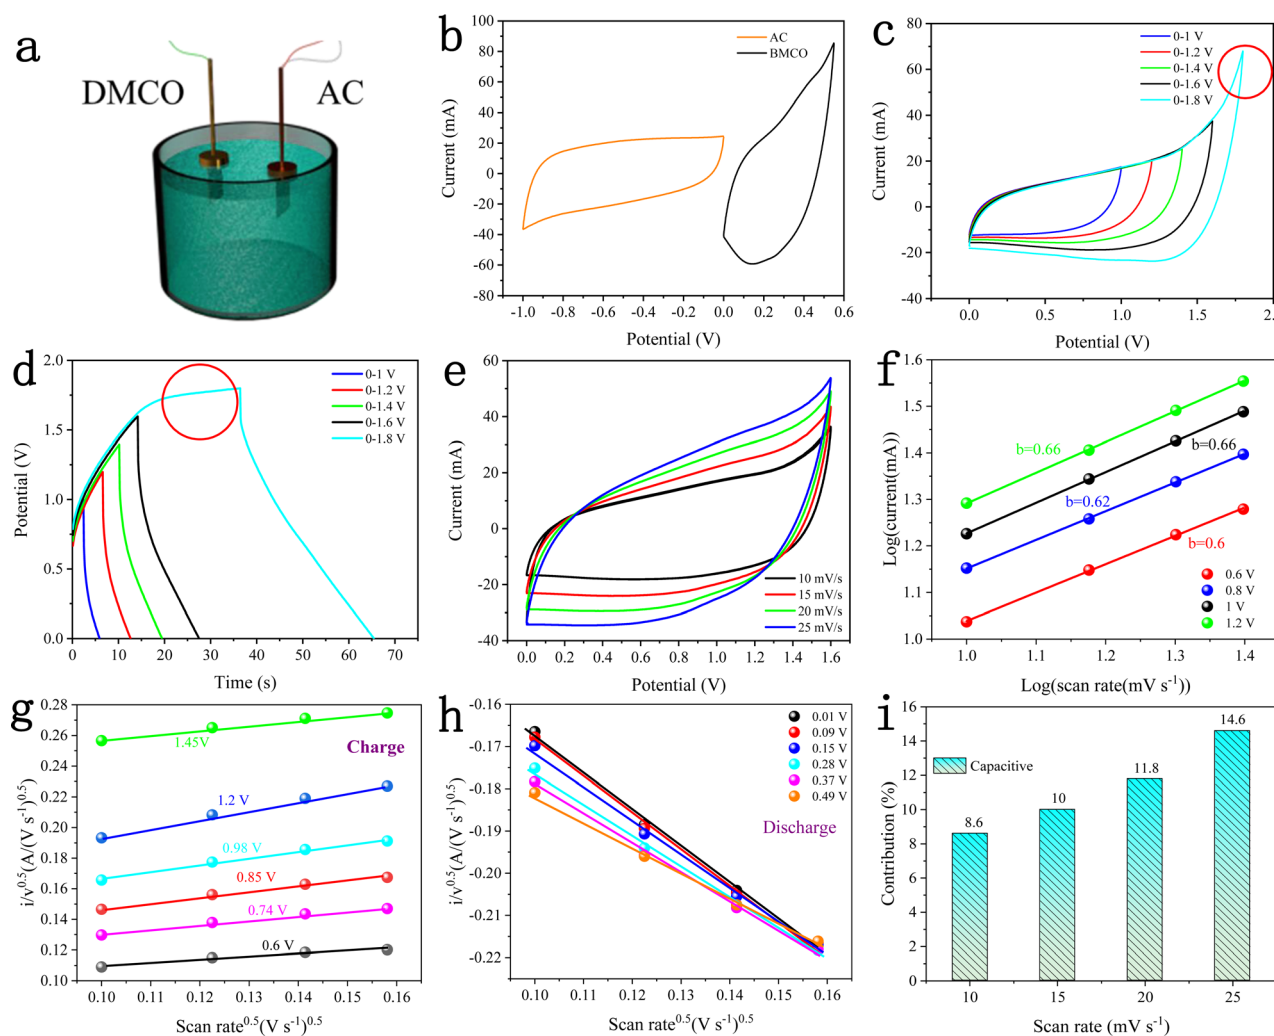 a
DMCO
AC
b
AC
BMCO
100
80
60
40
20
0
-20
-40
-60
-80
-1.0
-0.8
-0.6
-0.4
-0.2
0.0
0.2
0.4
0.6
Current (mA)
Potential (V)
c
0-1 V
0-1.2 V
0-1.4 V
0-1.6 V
0-1.8 V
80
60
40
20
0
-20
-40
0.0
0.5
1.0
1.5
2.0
Current (mA)
Potential (V)
d
0-1 V
0-1.2 V
0-1.4 V
0-1.6 V
0-1.8 V
2.0
1.5
1.0
0.5
0.0
0
10
20
30
40
50
60
70
Potential (V)
Time (s)
e
60
40
20
0
-20
-40
0.0
0.2
0.4
0.6
0.8
1.0
1.2
1.4
1.6
10 mV/s
15 mV/s
20 mV/s
25 mV/s
Current (mA)
Potential (V)
f
1.6
1.5
1.4
1.3
1.2
1.1
1.0
1.0
1.1
1.2
1.3
1.4
b=0.66
b=0.66
b=0.62
b=0.6
0.6 V
0.8 V
1 V
1.2 V
Log(current(mA))
Log(scan rate(mV s⁻¹))
g
0.28
0.26
0.24
0.22
0.20
0.18
0.16
0.14
0.12
0.10
0.10
0.11
0.12
0.13
0.14
0.15
0.16
1.45V
Charge
1.2 V
0.98 V
0.85 V
0.74 V
0.6 V
i/v^0.5(A/(V s⁻¹)^0.5)
Scan rate^0.5(V s⁻¹)^0.5
h
-0.16
-0.17
-0.18
-0.19
-0.20
-0.21
-0.22
0.10
0.11
0.12
0.13
0.14
0.15
0.16
0.01 V
0.09 V
0.15 V
0.28 V
0.37 V
0.49 V
Discharge
i/v^0.5(A/(V s⁻¹)^0.5)
Scan rate^0.5(V s⁻¹)^0.5
i
16
14
12
10
8
6
4
2
0
Capacitive
8.6
10
11.8
14.6
10
15
20
25
Contribution (%)
Scan rate (mV s⁻¹)